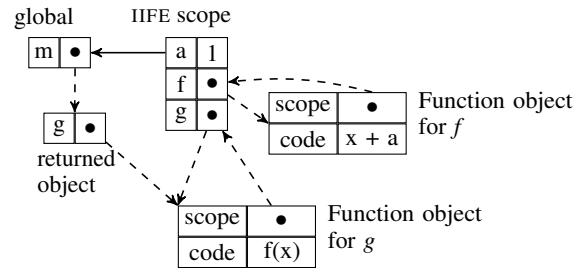 global
IIFE scope
m
a 1
f
g
scope
code x + a
Function object
for f
g
returned
object
scope
code f(x)
Function object
for g